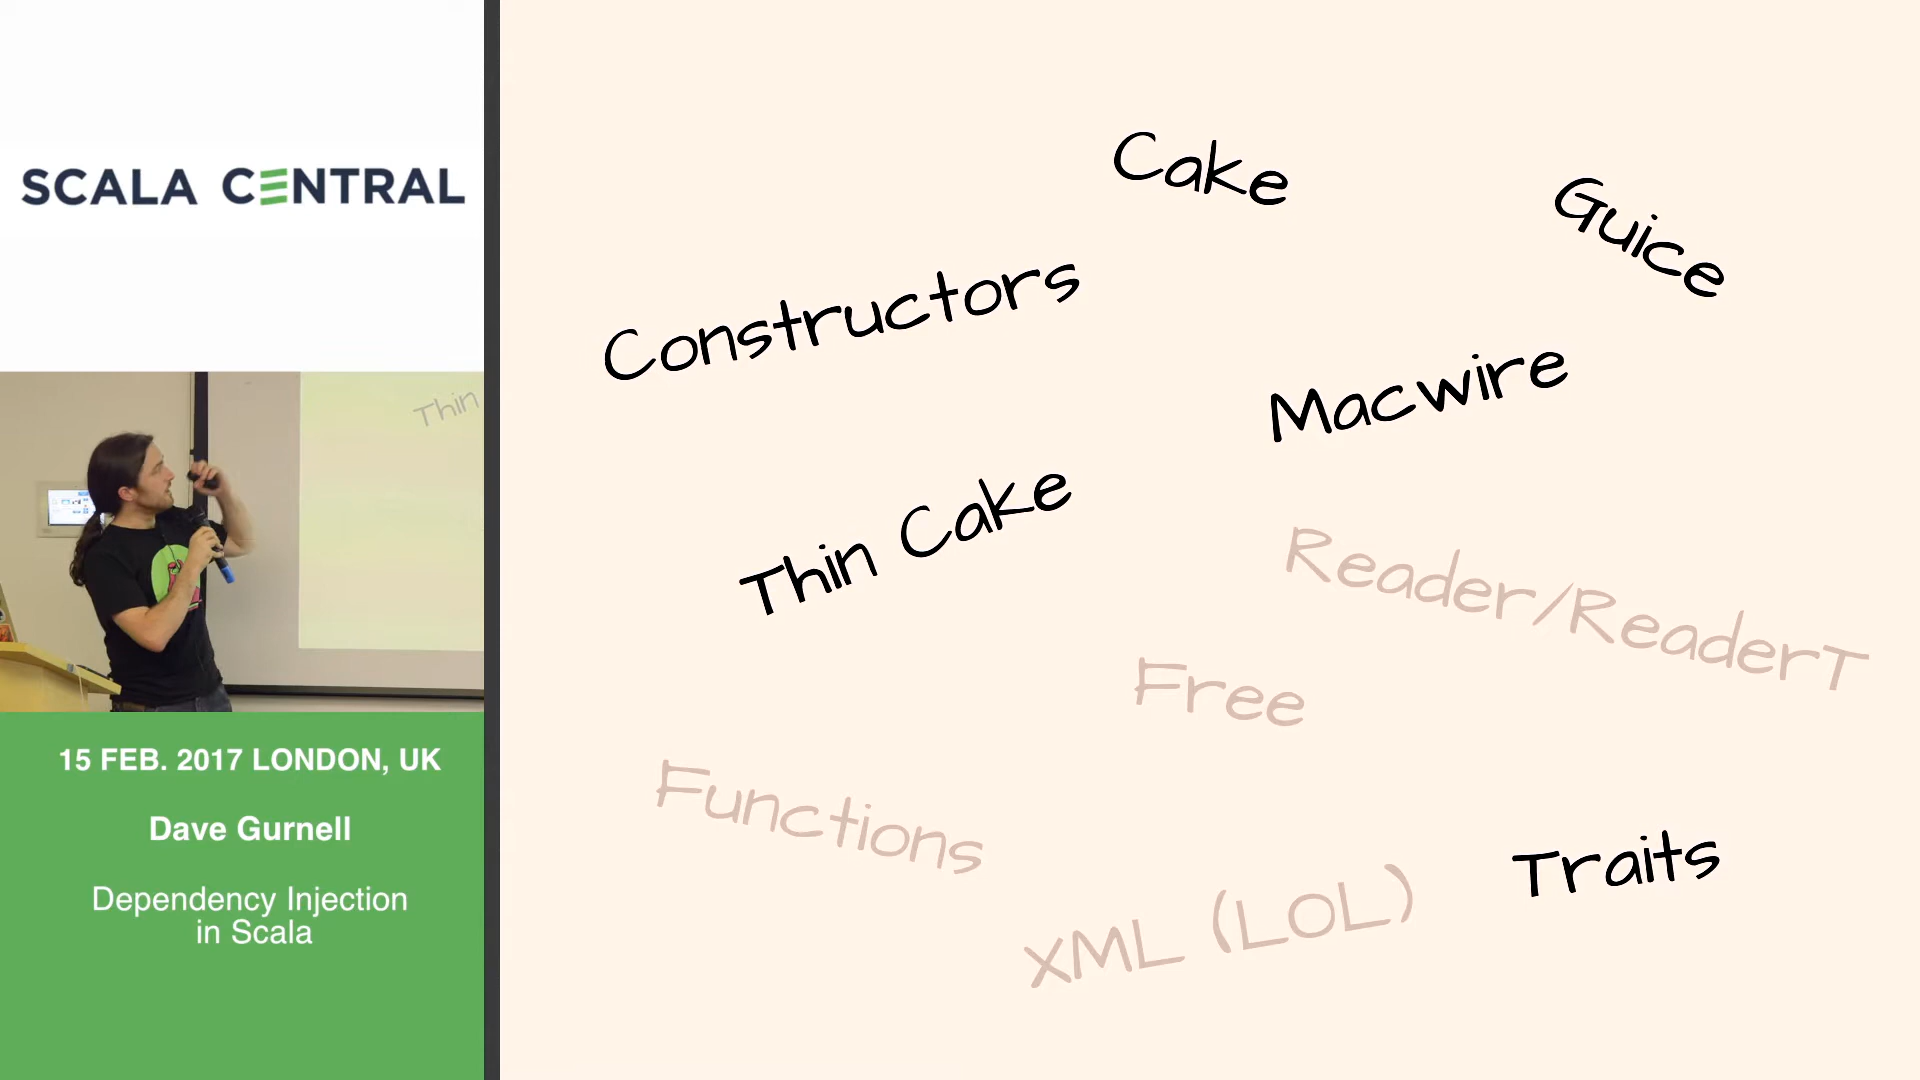 SCALA CENTRAL
Thin
15 FEB. 2017 LONDON, UK
Dave Gurnell
Dependency Injection
in Scala
Cake
Guice
Constructors
Macwire
Thin Cake
Reader/ReaderT
Free
Functions
Traits
XML (LOL)